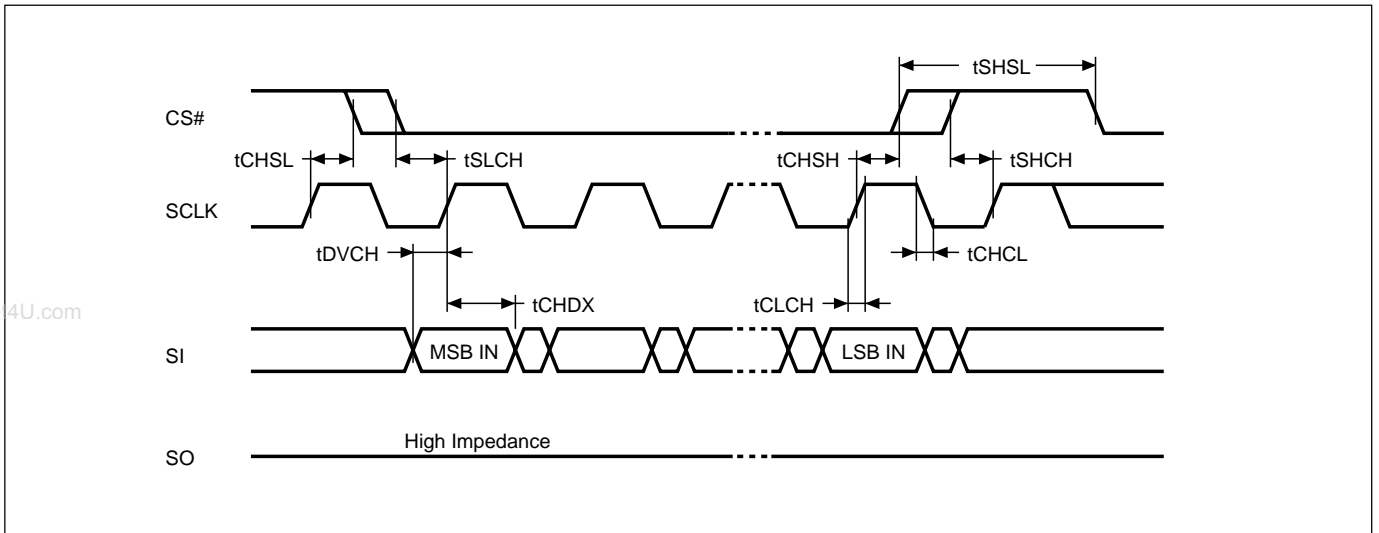 tSHSL
CS#
tCHSL
tSLCH
tCHSH
tSHCH
SCLK
tDVCH
tCHCL
tCHDX
tCLCH
t4U.com
SI
MSB IN
LSB IN
High Impedance
SO